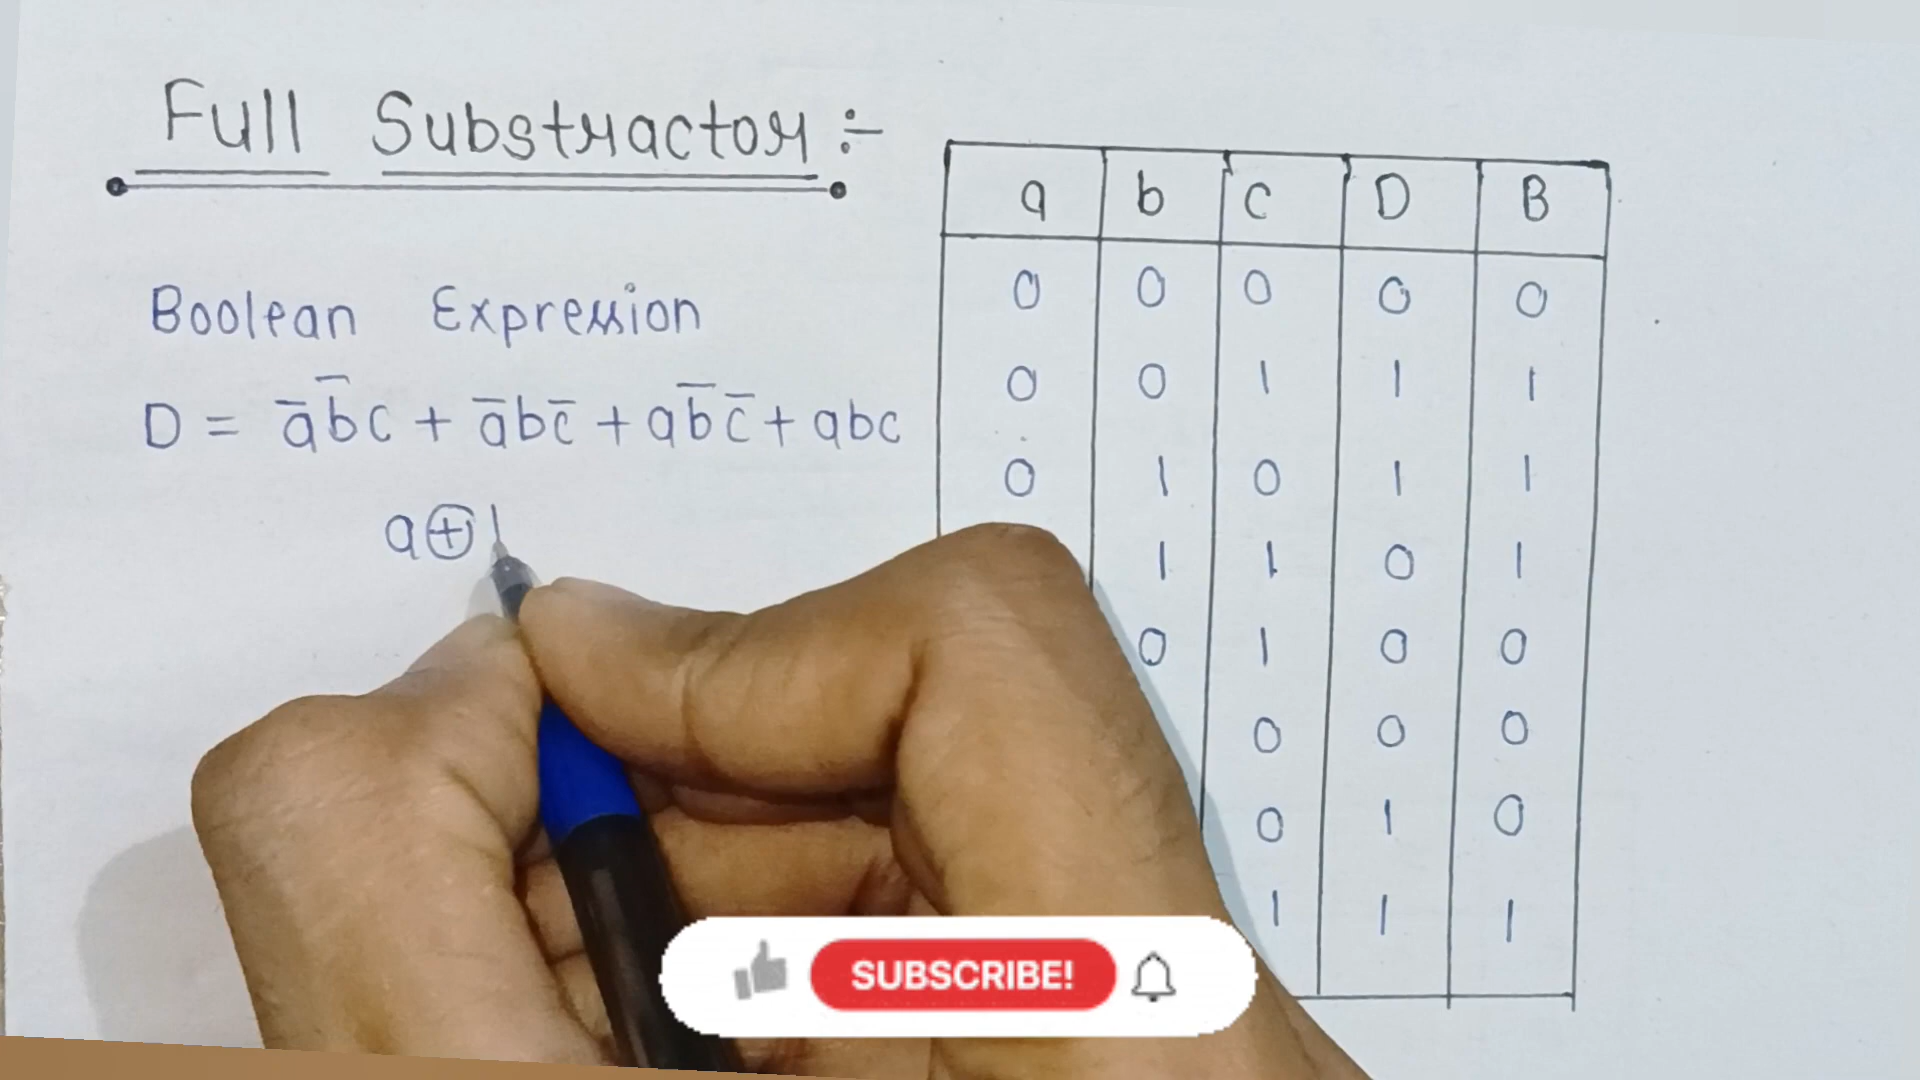 Full Substractor :-
Boolean Expression
D = a̅b̅c + a̅bc̅ + ab̅c̅ + abc
a⊕
a b c D B
0 0 0 0 0
0 0 1 1 1
0 1 0 1 1
1 1 0 1
0 1 0 0
0 0 0
0 1 0
1 1 1
SUBSCRIBE!